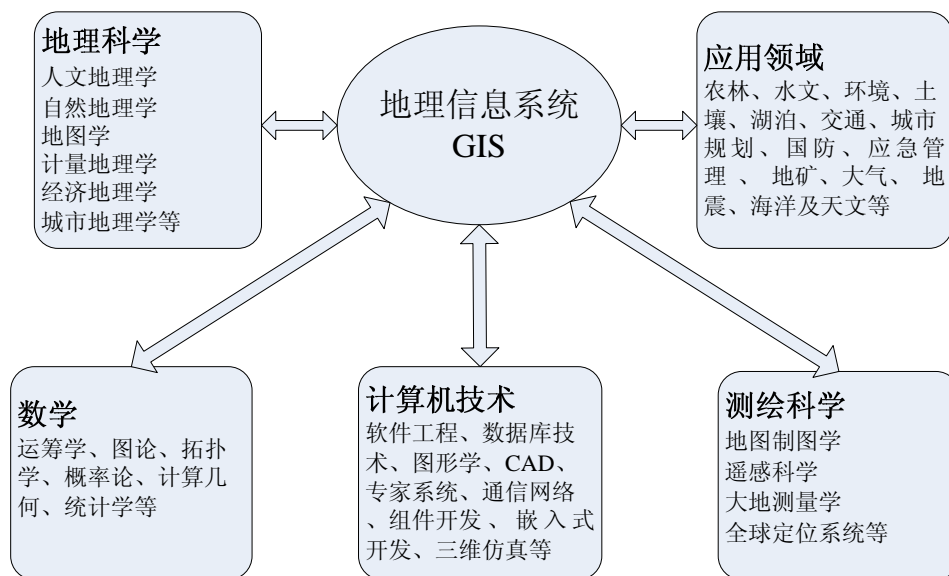 地理科学
人文地理学
自然地理学
地图学
计量地理学
经济地理学
城市地理学等
地理信息系统
GIS
应用领域
农林、水文、环境、土
壤、湖泊、交通、城市
规划、国防、应急管
理、地矿、大气、地
震、海洋及天文等
数学
运筹学、图论、拓扑
学、概率论、计算几
何、统计学等
计算机技术
软件工程、数据库技
术、图形学、CAD、
专家系统、通信网络
、组件开发、嵌入式
开发、三维仿真等
测绘科学
地图制图学
遥感科学
大地测量学
全球定位系统等